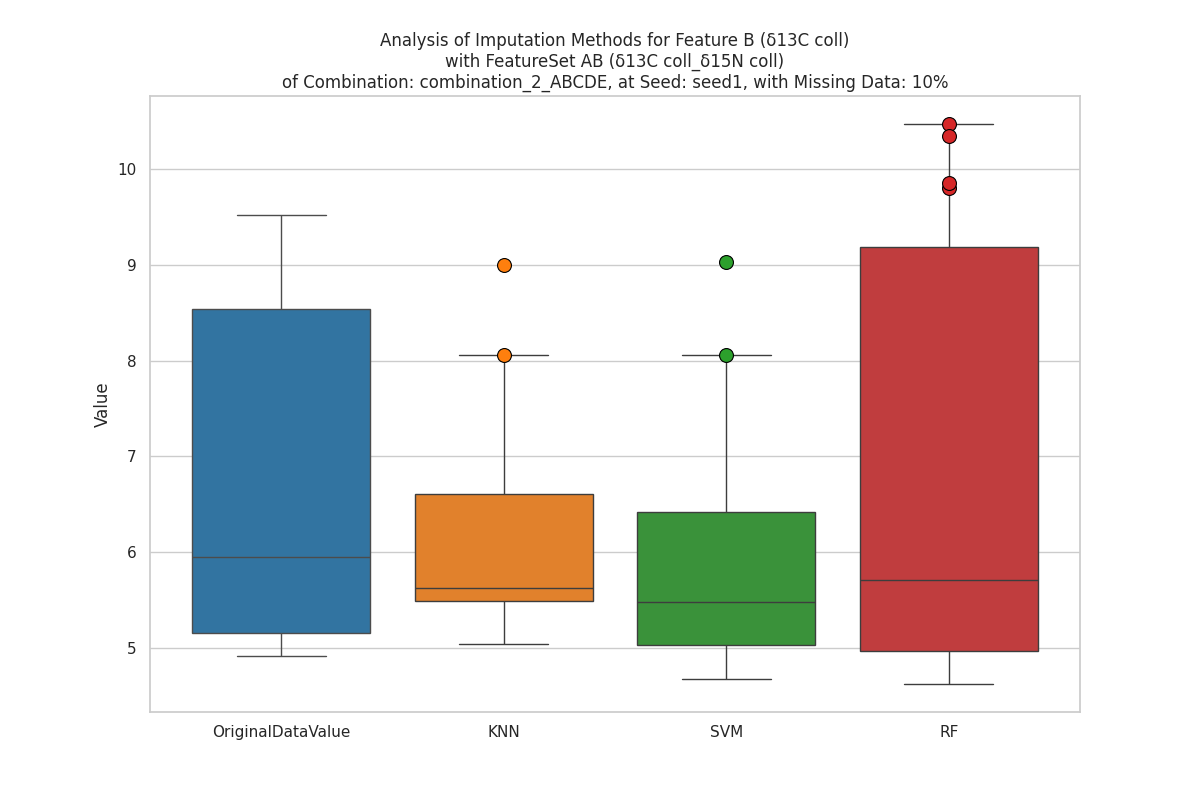 Analysis of Imputation Methods for Feature B (δ13C coll)
with FeatureSet AB (δ13C coll_δ15N coll)
of Combination: combination_2_ABCDE, at Seed: seed1, with Missing Data: 10%
10
9
8
7
6
5
Value
OriginalDataValue
KNN
SVM
RF